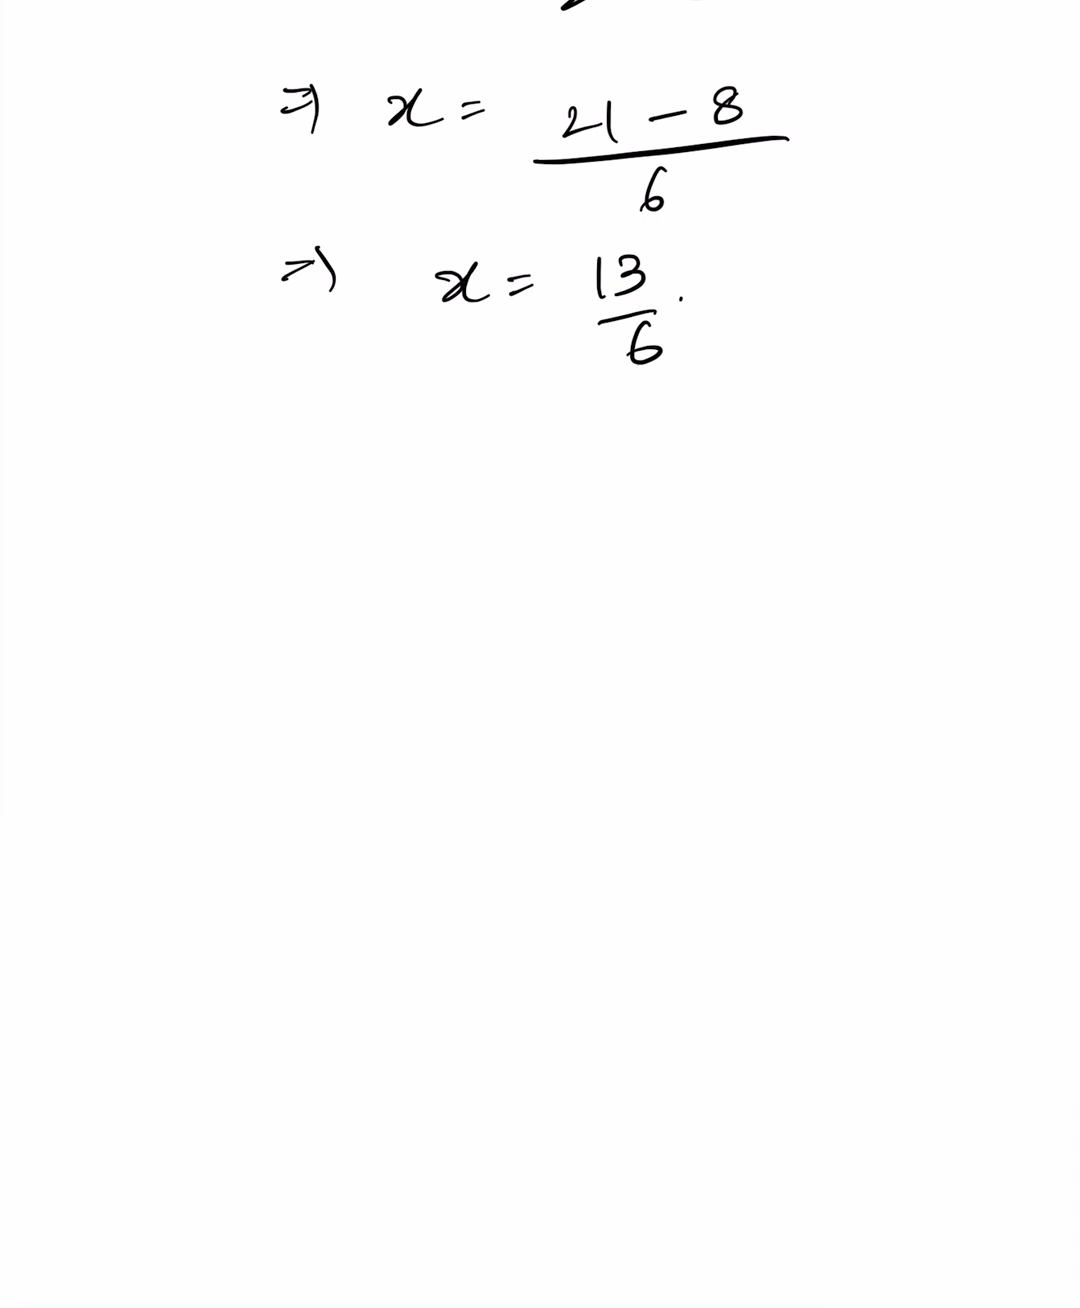 ⇒ x = (21 - 8)/6
⇒ x = 13/6.